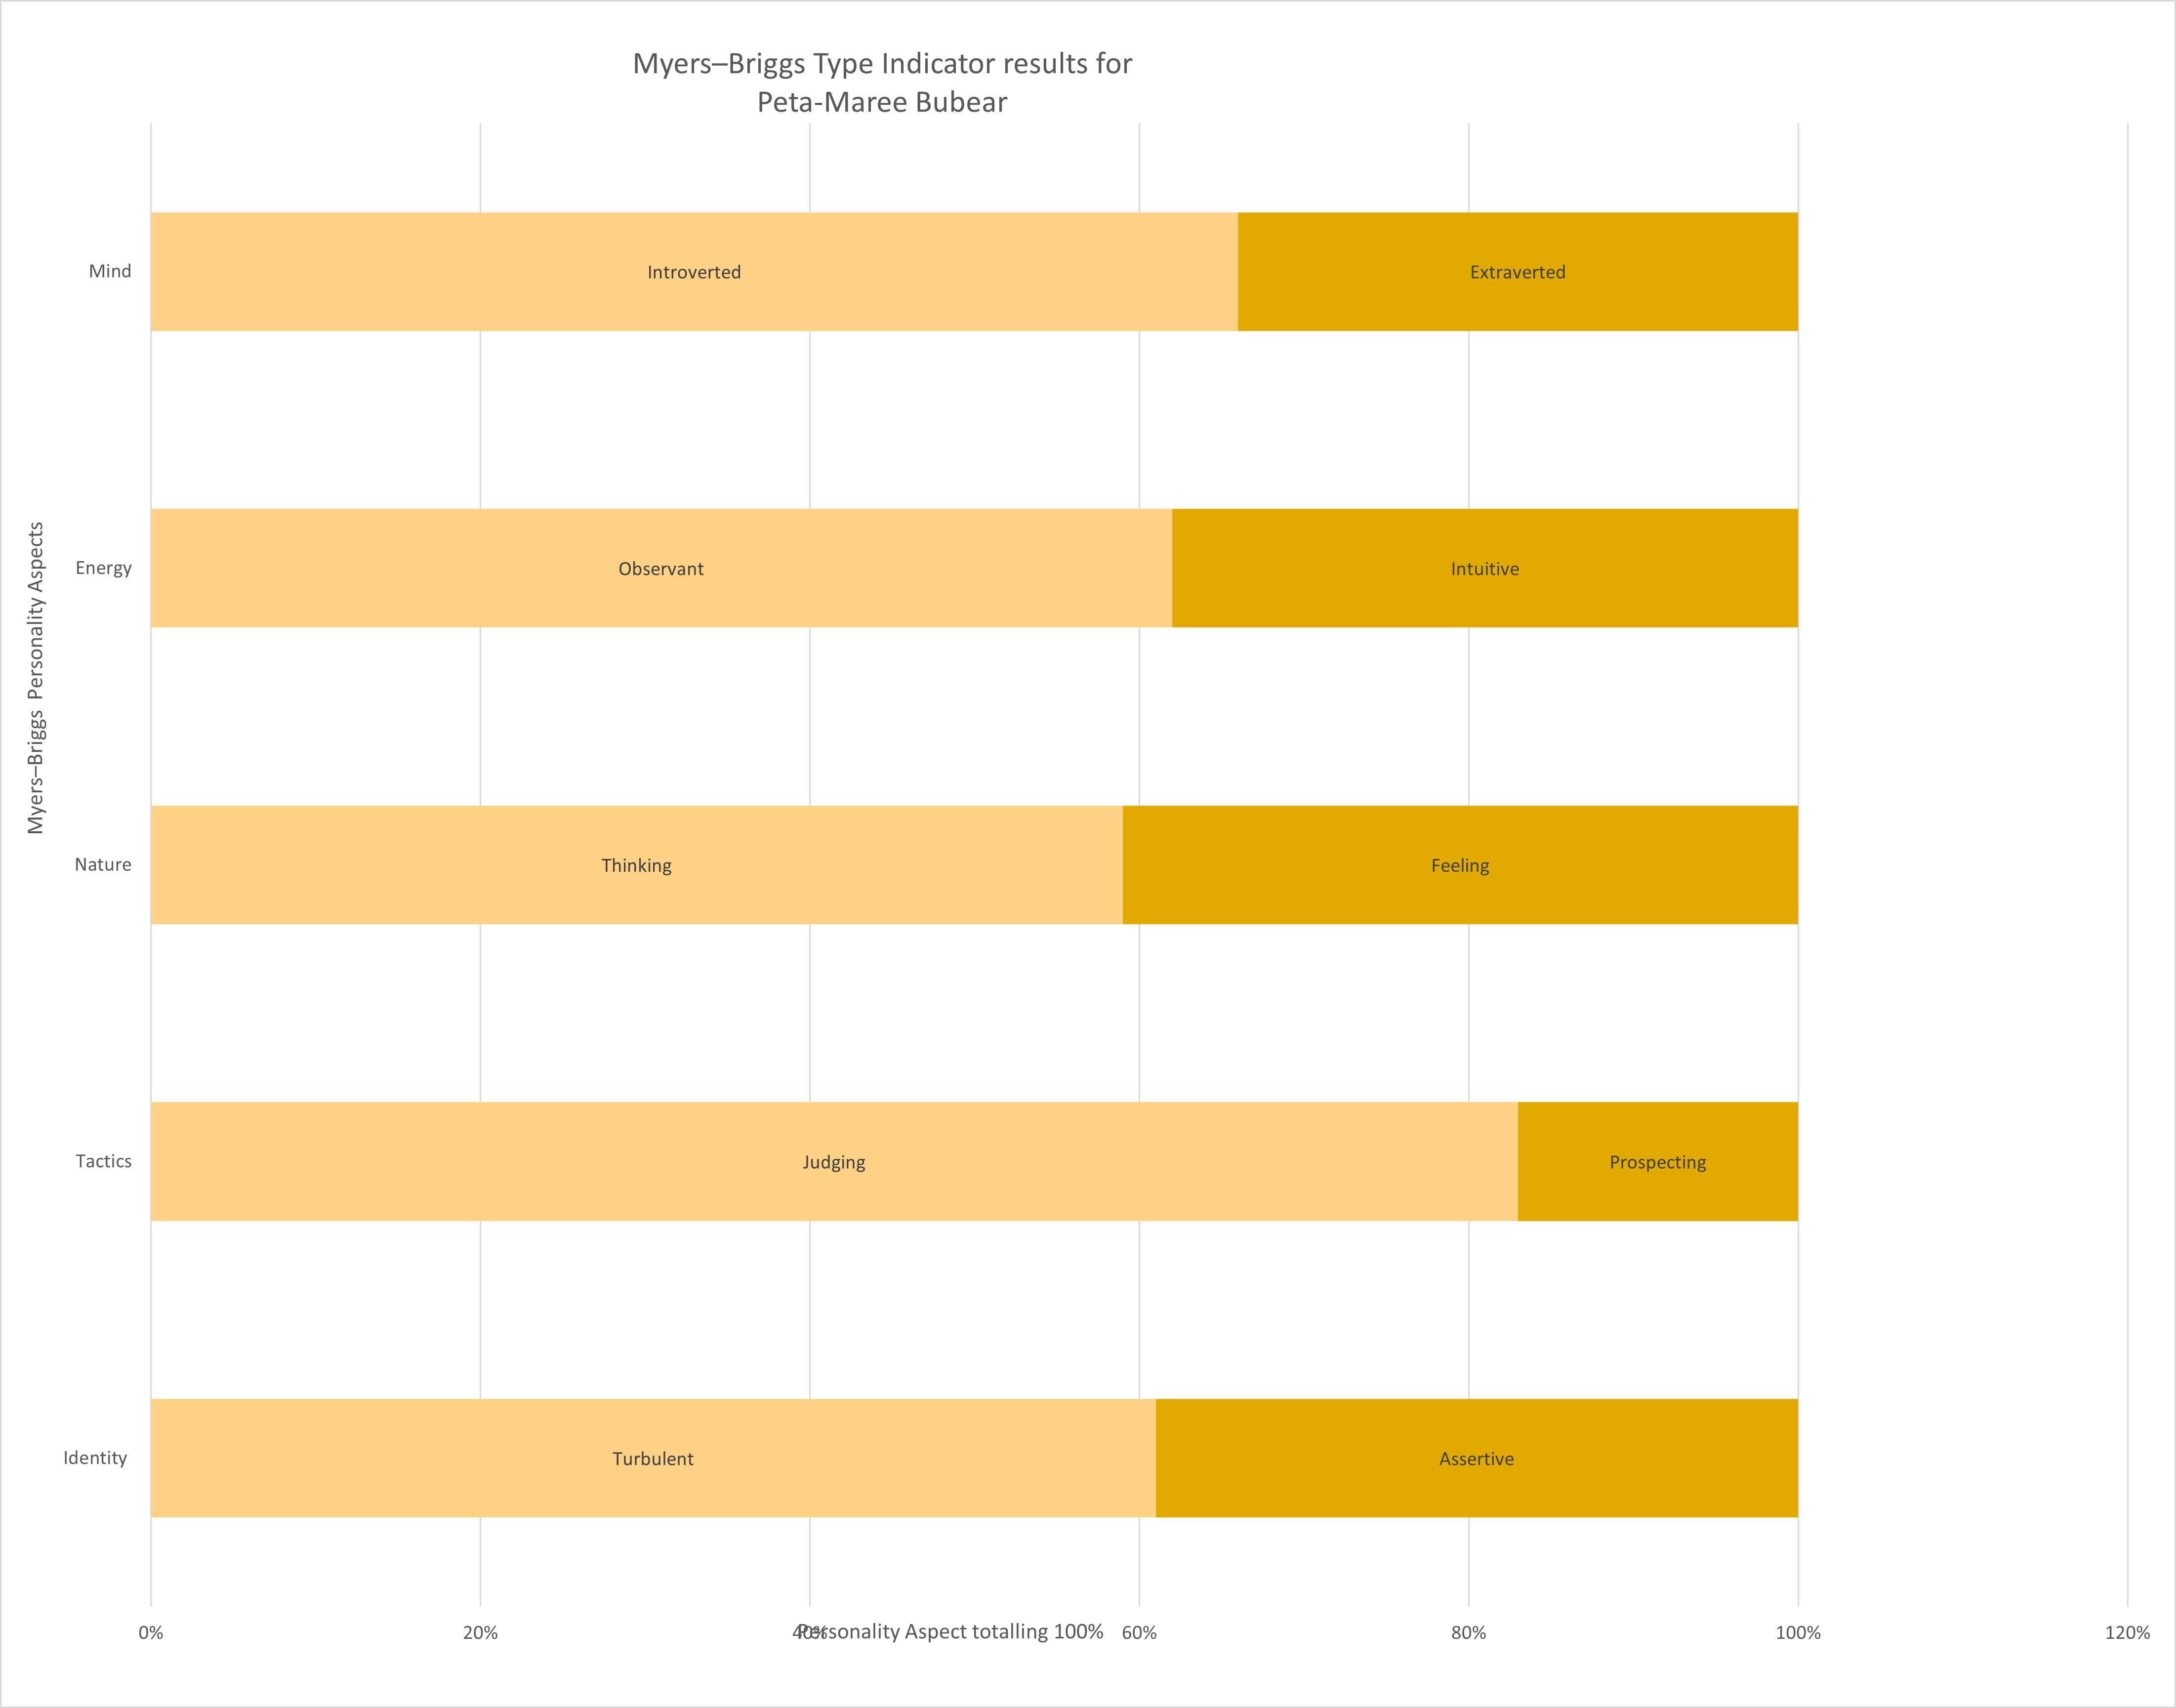 Myers–Briggs Type Indicator results for
Peta-Maree Bubear
Myers–Briggs  Personality Aspects
Mind
Introverted
Extraverted
Energy
Observant
Intuitive
Nature
Thinking
Feeling
Tactics
Judging
Prospecting
Identity
Turbulent
Assertive
0%
20%
40%
60%
80%
100%
120%
Personality Aspect totalling 100%